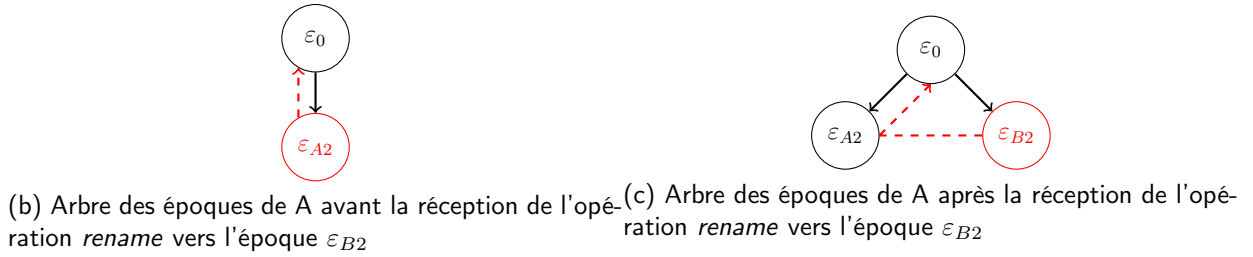 ε0
εA2
(b) Arbre des époques de A avant la réception de l'opé-
ration rename vers l'époque εB2
ε0
εA2 εB2
(c) Arbre des époques de A après la réception de l'opé-
ration rename vers l'époque εB2